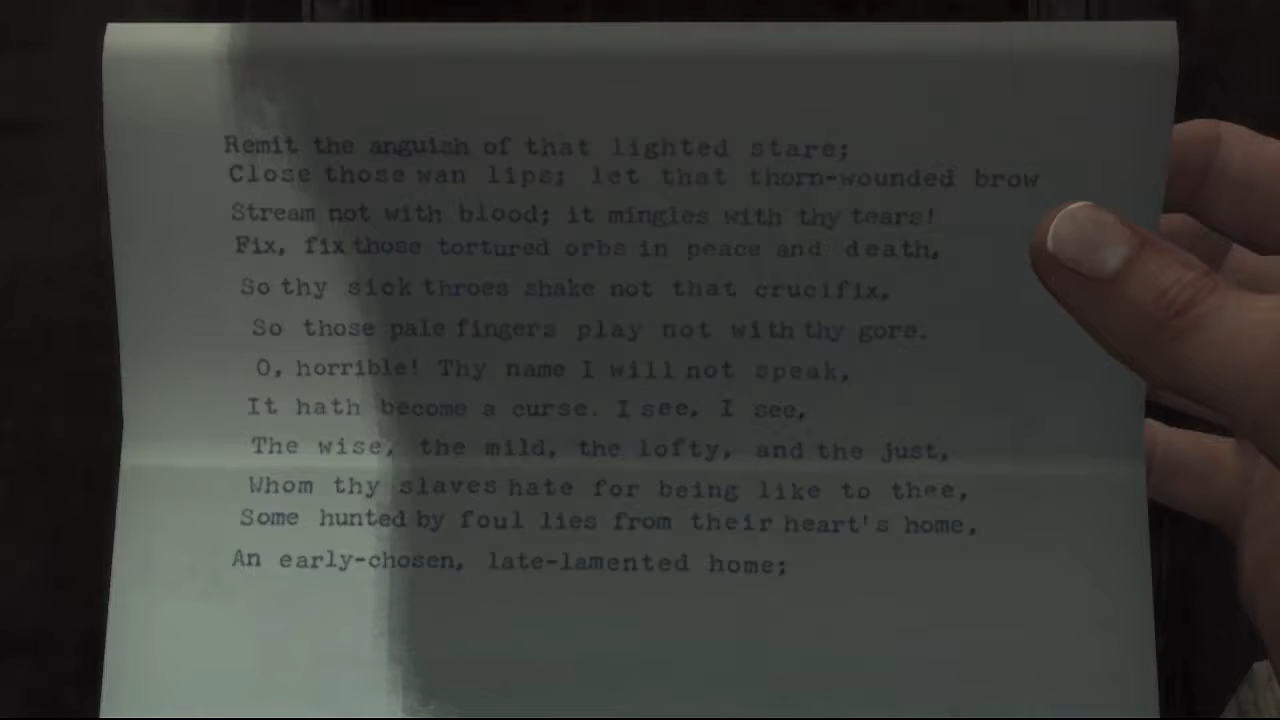 Remit the anguish of that lighted stare;
Close those wan lips; let that thorn-wounded brow
Stream not with blood; it mingles with thy tears!
Fix, fix those tortured orbs in peace and death,
So thy sick throes shake not that crucifix,
So those pale fingers play not with thy gore.
O, horrible! Thy name I will not speak,
It hath become a curse. I see, I see,
The wise, the mild, the lofty, and the just,
Whom thy slaves hate for being like to thee,
Some hunted by foul lies from their heart's home,
An early-chosen, late-lamented home;